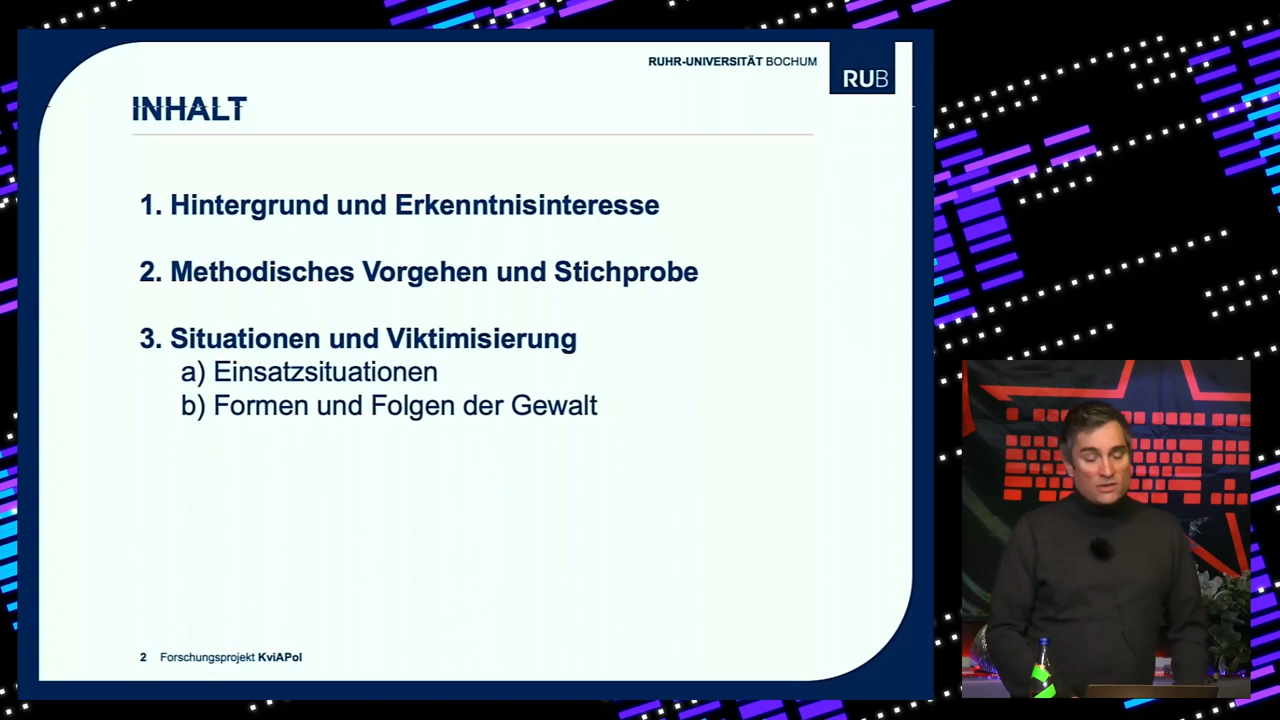 RUHR-UNIVERSITÄT BOCHUM
RUB
INHALT
1. Hintergrund und Erkenntnisinteresse
2. Methodisches Vorgehen und Stichprobe
3. Situationen und Viktimisierung
a) Einsatzsituationen
b) Formen und Folgen der Gewalt
2 Forschungsprojekt KviAPol